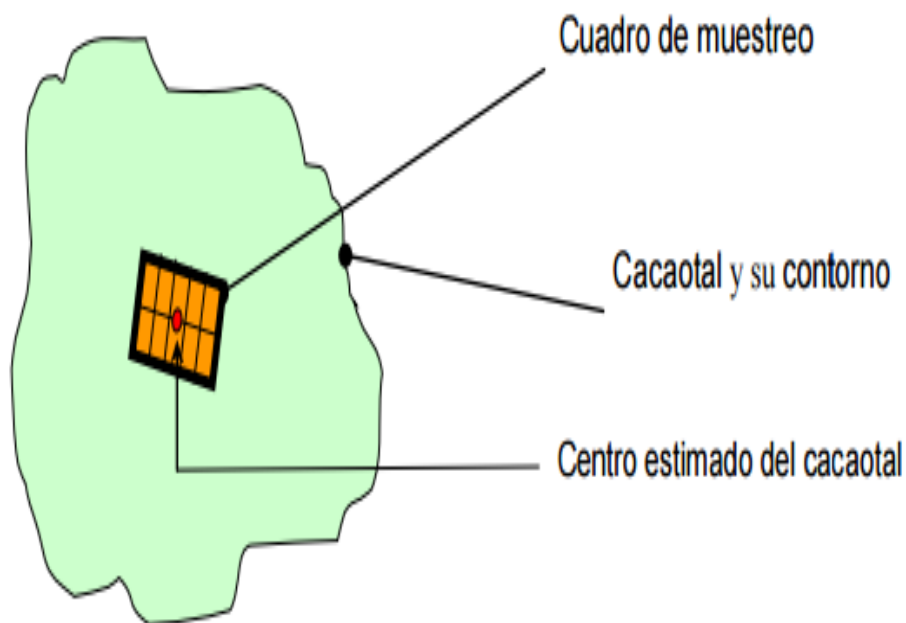 Cuadro de muestreo
Cacaotal y su contorno
Centro estimado del cacaotal